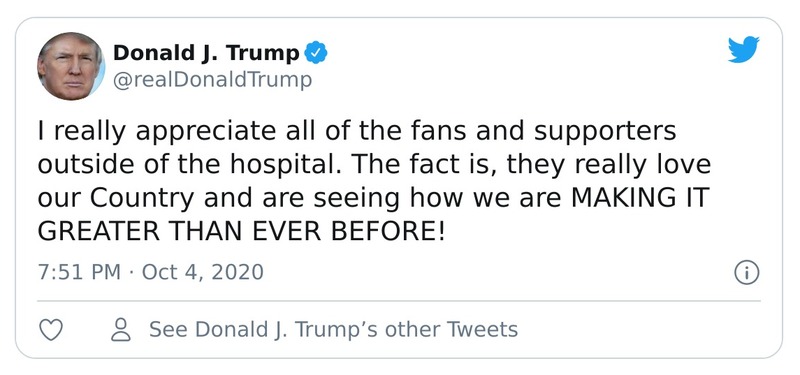 Donald J. Trump
@realDonaldTrump
I really appreciate all of the fans and supporters
outside of the hospital. The fact is, they really love
our Country and are seeing how we are MAKING IT
GREATER THAN EVER BEFORE!
7:51 PM · Oct 4, 2020
See Donald J. Trump’s other Tweets